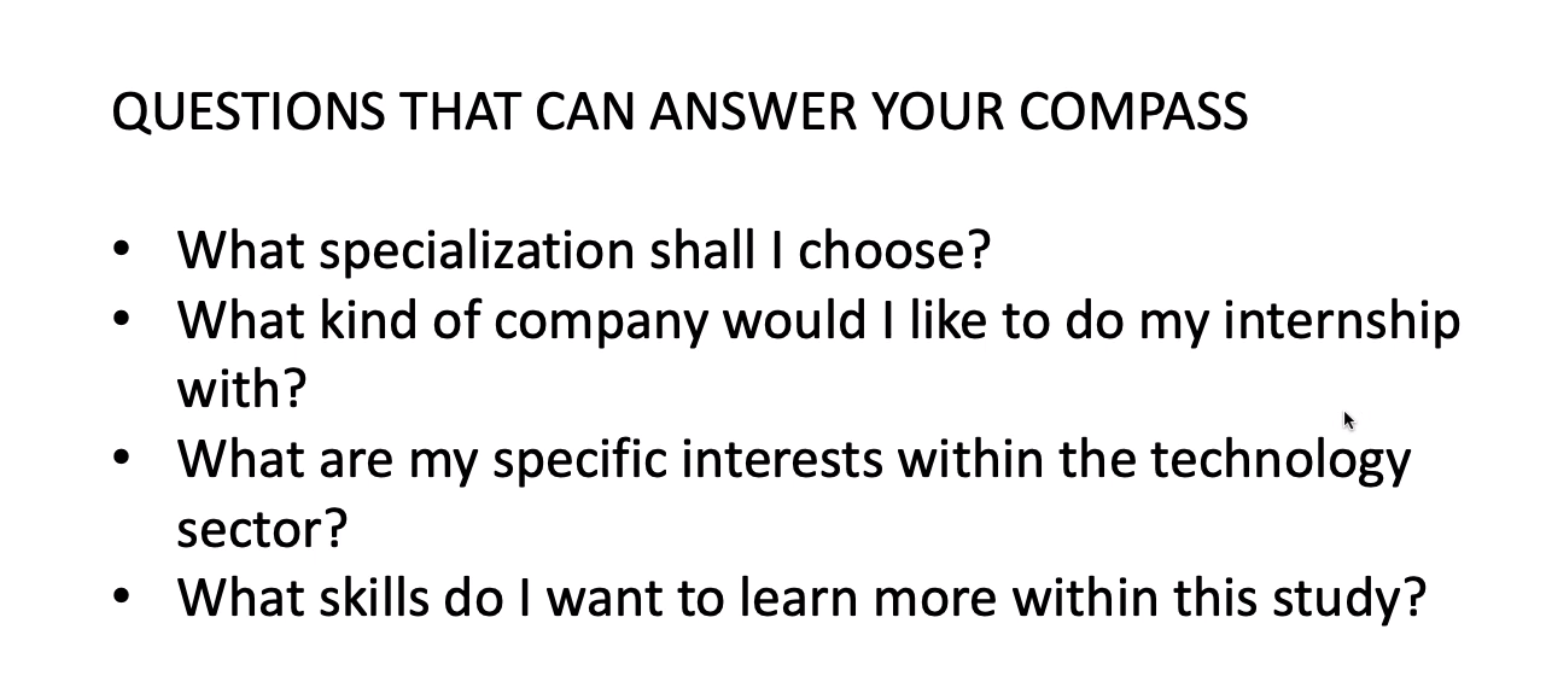 QUESTIONS THAT CAN ANSWER YOUR COMPASS
• What specialization shall I choose?
• What kind of company would I like to do my internship
with?
• What are my specific interests within the technology
sector?
• What skills do I want to learn more within this study?